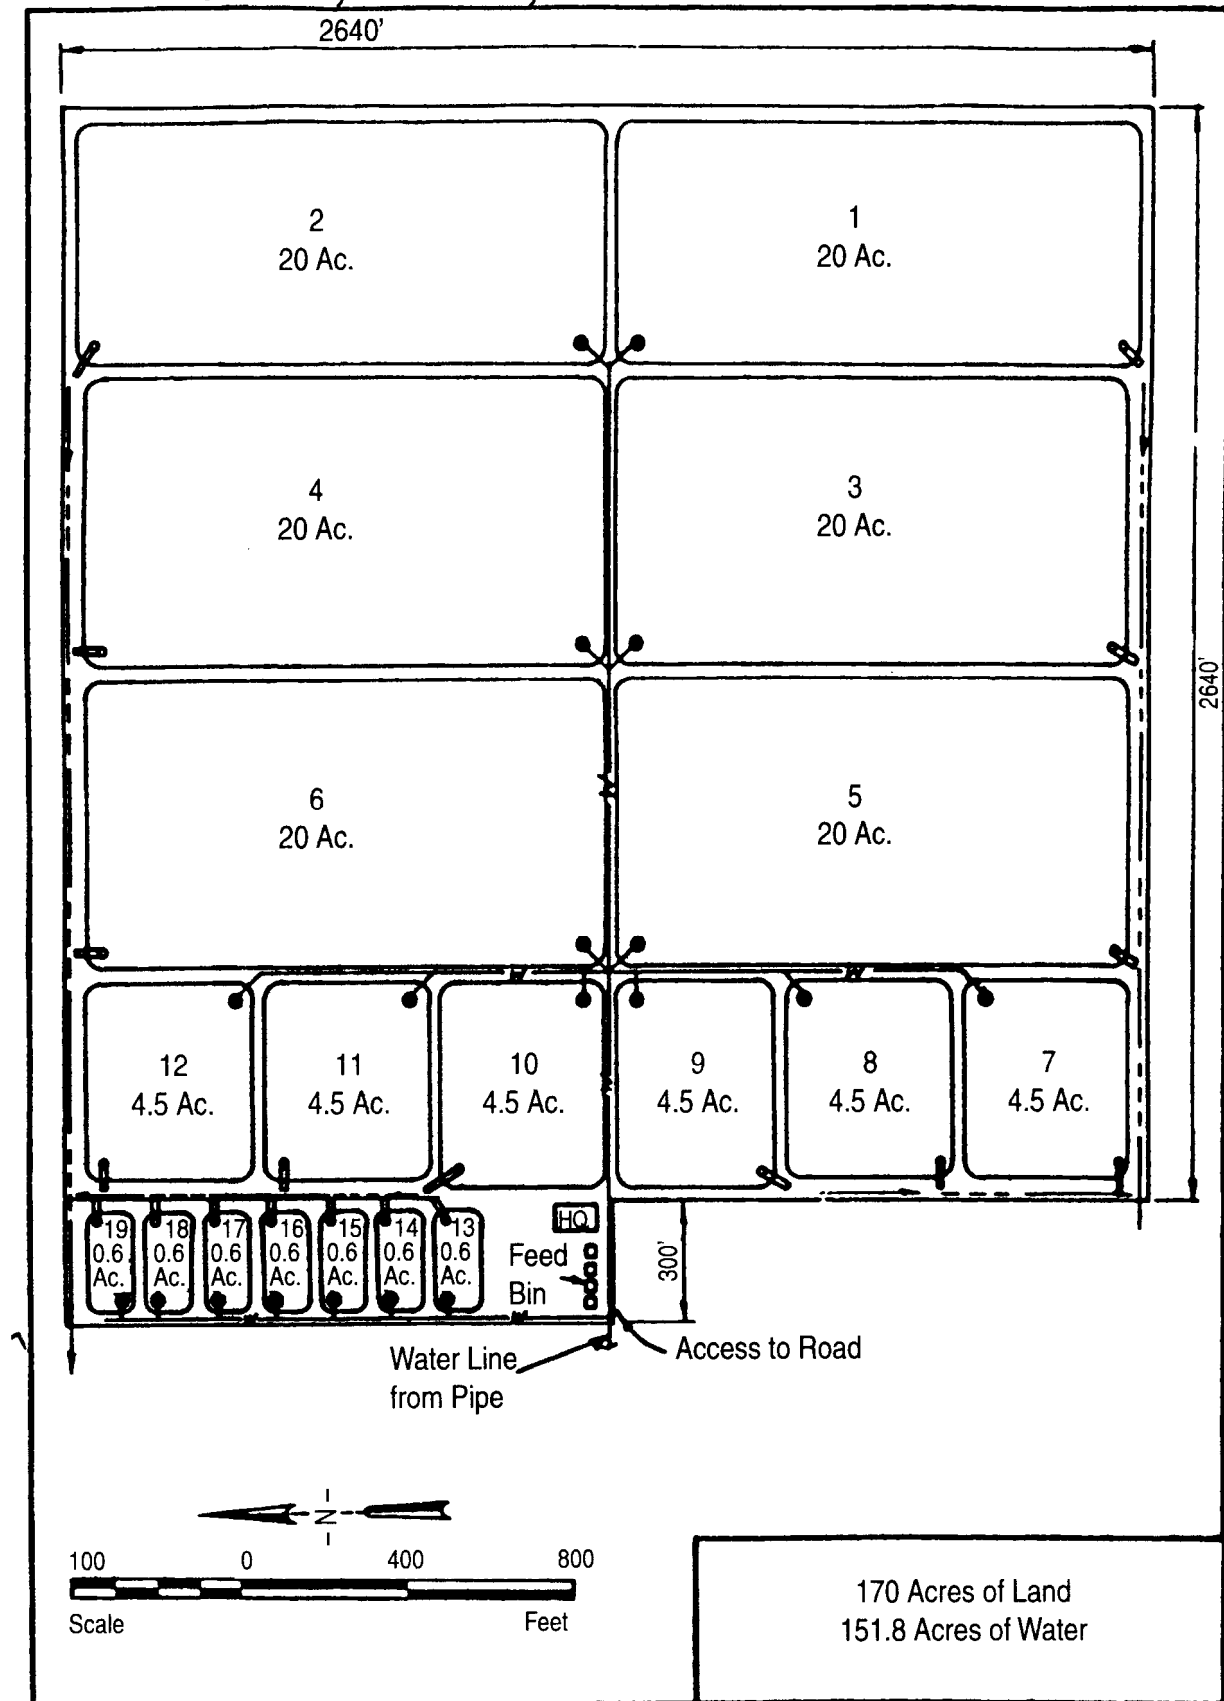 2640'
2
20 Ac.
1
20 Ac.
4
20 Ac.
3
20 Ac.
2640'
6
20 Ac.
5
20 Ac.
12
4.5 Ac.
11
4.5 Ac.
10
4.5 Ac.
9
4.5 Ac.
8
4.5 Ac.
7
4.5 Ac.
19
0.6
Ac.
18
0.6
Ac.
17
0.6
Ac.
16
0.6
Ac.
15
0.6
Ac.
14
0.6
Ac.
13
0.6
Ac.
HQ
Feed
Bin
300'
Water Line
from Pipe
Access to Road
N
100 0 400 800
Scale Feet
170 Acres of Land
151.8 Acres of Water